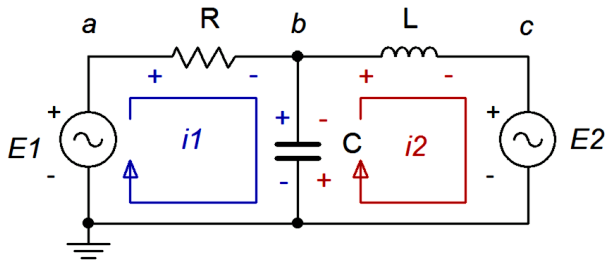 a R b L c
+ - + -
+ + - +
E1 i1 C i2 E2
- - + -